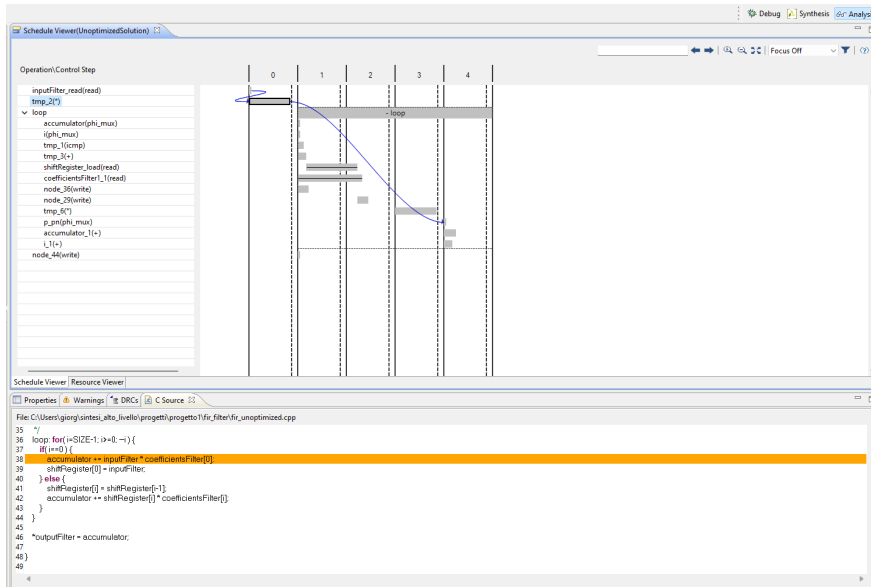 Debug Synthesis Analysis
Schedule Viewer(UnoptimizedSolution)
Focus Off
Operation\Control Step
0 1 2 3 4
inputFilter_read(read)
tmp_2(*)
loop
- loop
accumulator(phi_mux)
i(phi_mux)
tmp_1(icmp)
tmp_3(+)
shiftRegister_load(read)
coefficientsFilter1_1(read)
node_36(write)
node_29(write)
tmp_6(*)
p_pn(phi_mux)
accumulator_1(+)
i_1(+)
node_44(write)
Schedule Viewer Resource Viewer
Properties Warnings DRCs C Source
File: C:\Users\giorg\sintesi_alto_livello\progetti\progetto1\fir_filter\fir_unoptimized.cpp
35 */
36 loop: for( i=SIZE-1; i>=0; --i ) {
37 if( i==0 ) {
38 accumulator += inputFilter * coefficientsFilter[0];
39 shiftRegister[0] = inputFilter;
40 } else {
41 shiftRegister[i] = shiftRegister[i-1];
42 accumulator += shiftRegister[i] * coefficientsFilter[i];
43 }
44 }
45
46 *outputFilter = accumulator;
47
48 }
49